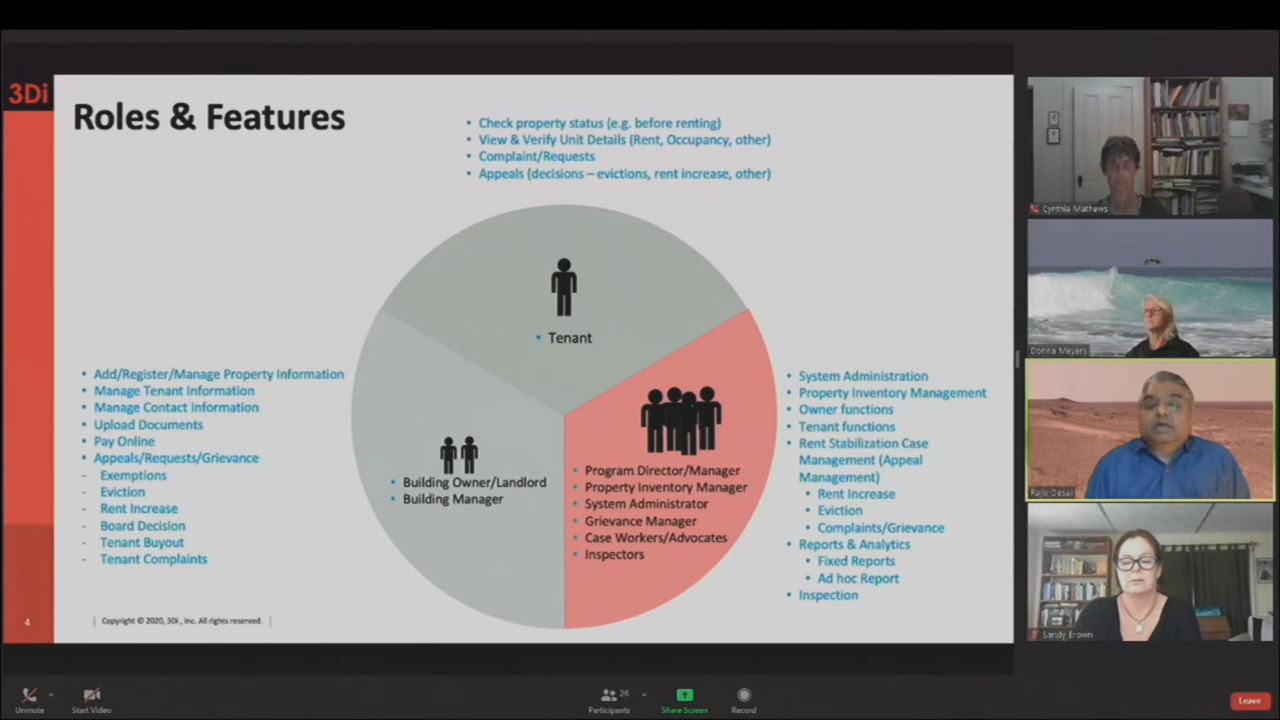 3Di
Roles & Features
• Check property status (e.g. before renting)
• View & Verify Unit Details (Rent, Occupancy, other)
• Complaint/Requests
• Appeals (decisions – evictions, rent increase, other)
• Tenant
• Add/Register/Manage Property Information
• Manage Tenant Information
• Manage Contact Information
• Upload Documents
• Pay Online
• Appeals/Requests/Grievance
- Exemptions
- Eviction
- Rent Increase
- Board Decision
- Tenant Buyout
- Tenant Complaints
• Building Owner/Landlord
• Building Manager
• Program Director/Manager
• Property Inventory Manager
• System Administrator
• Grievance Manager
• Case Workers/Advocates
• Inspectors
• System Administration
• Property Inventory Management
• Owner functions
• Tenant functions
• Rent Stabilization Case
Management (Appeal
Management)
• Rent Increase
• Eviction
• Complaints/Grievance
• Reports & Analytics
• Fixed Reports
• Ad hoc Report
• Inspection
4
| Copyright © 2020, 3Di , Inc. All rights reserved. |
Cynthia Mathews
Donna Meyers
Rajiv Desai
Sandy Brown
Unmute
Start Video
26
Participants
Share Screen
Record
Leave